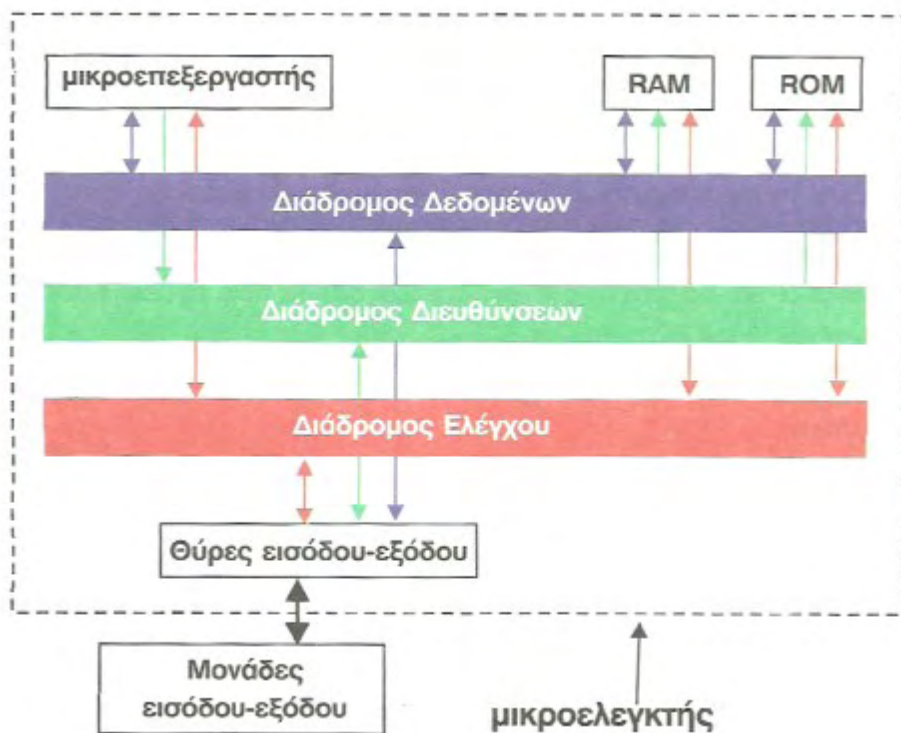 μικροεπεξεργαστής
RAM
ROM
Διάδρομος Δεδομένων
Διάδρομος Διευθύνσεων
Διάδρομος Ελέγχου
Θύρες εισόδου-εξόδου
Μονάδες
εισόδου-εξόδου
μικροελεγκτής